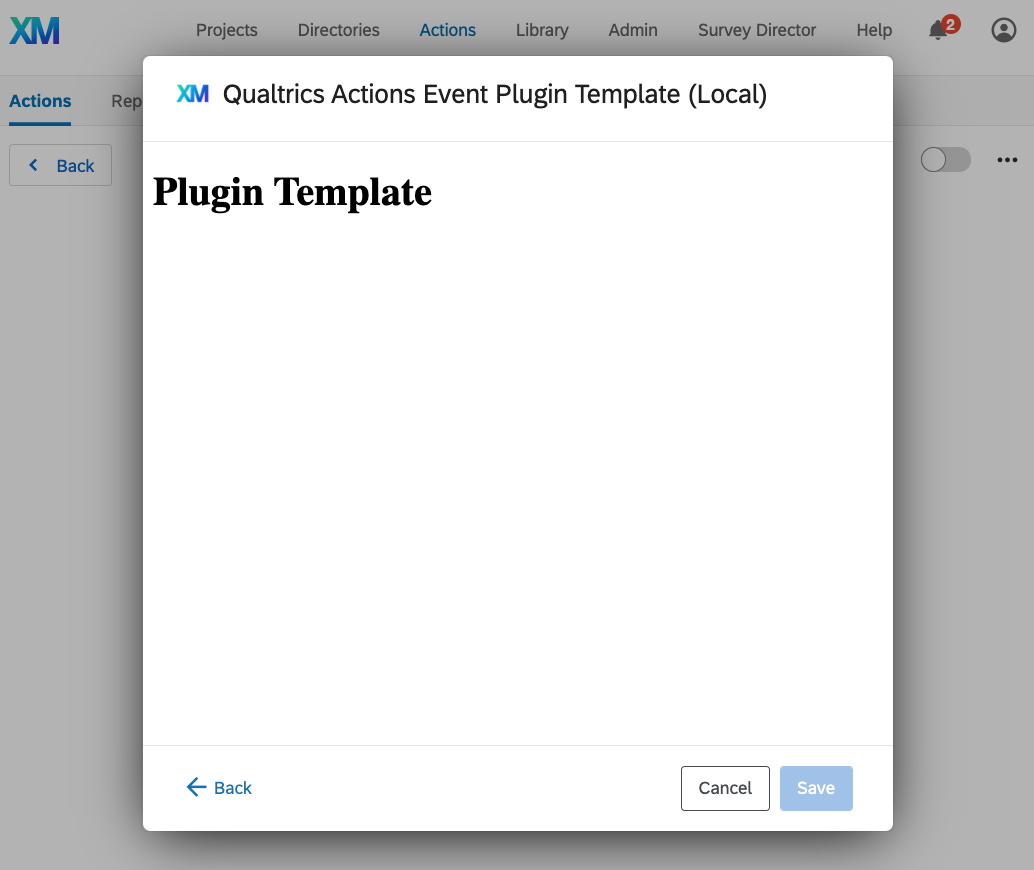 XM Projects Directories Actions Library Admin Survey Director Help 2
Actions Rep
Back
XM Qualtrics Actions Event Plugin Template (Local)
Plugin Template
Back Cancel Save